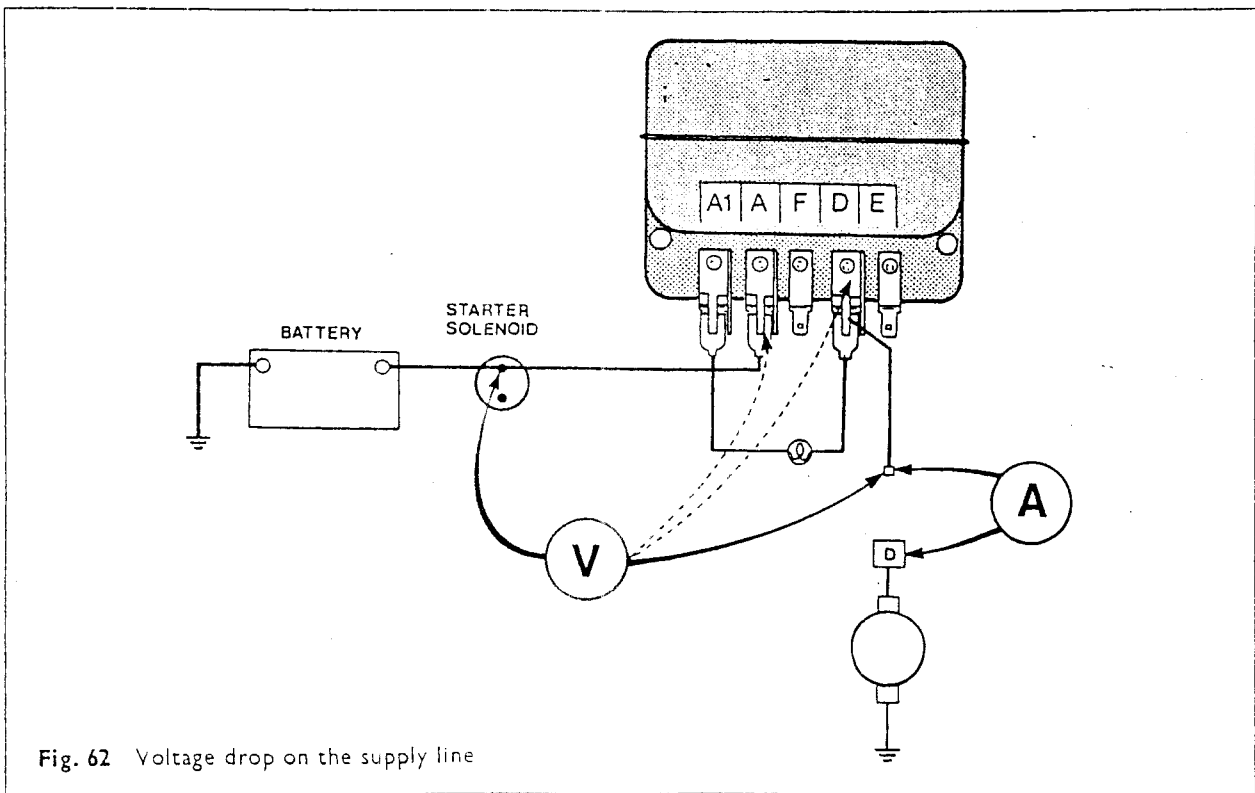 A1 A F D E
STARTER
SOLENOID
BATTERY
V
A
D
Fig. 62 Voltage drop on the supply line